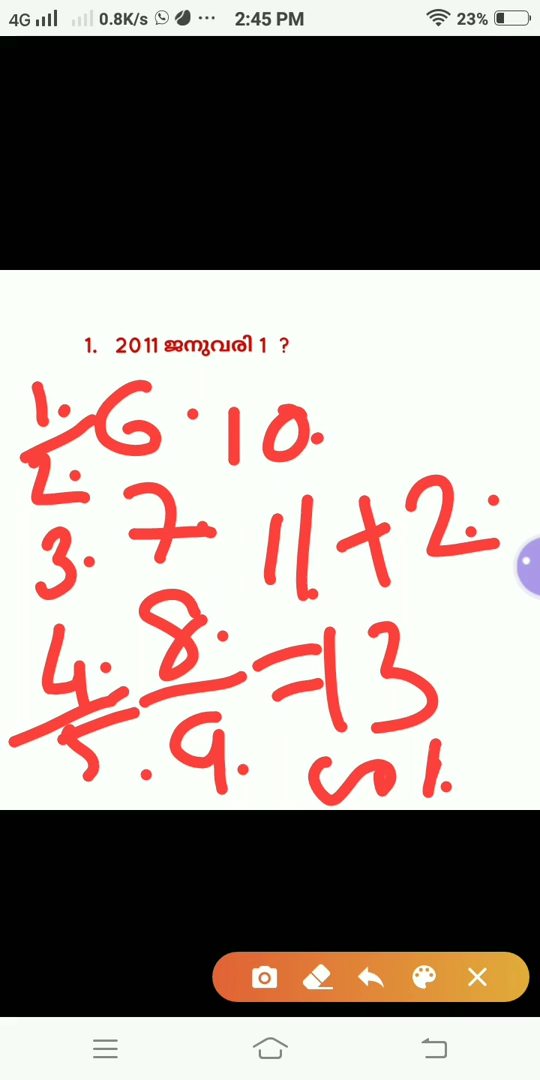 4G 0.8K/s ... 2:45 PM 23%
1. 2011 ജനുവരി 1 ?
1. 6 . 10.
2.
3. 7. 11. + 2.
4. 8. = 13
5. 9. ശ 1.